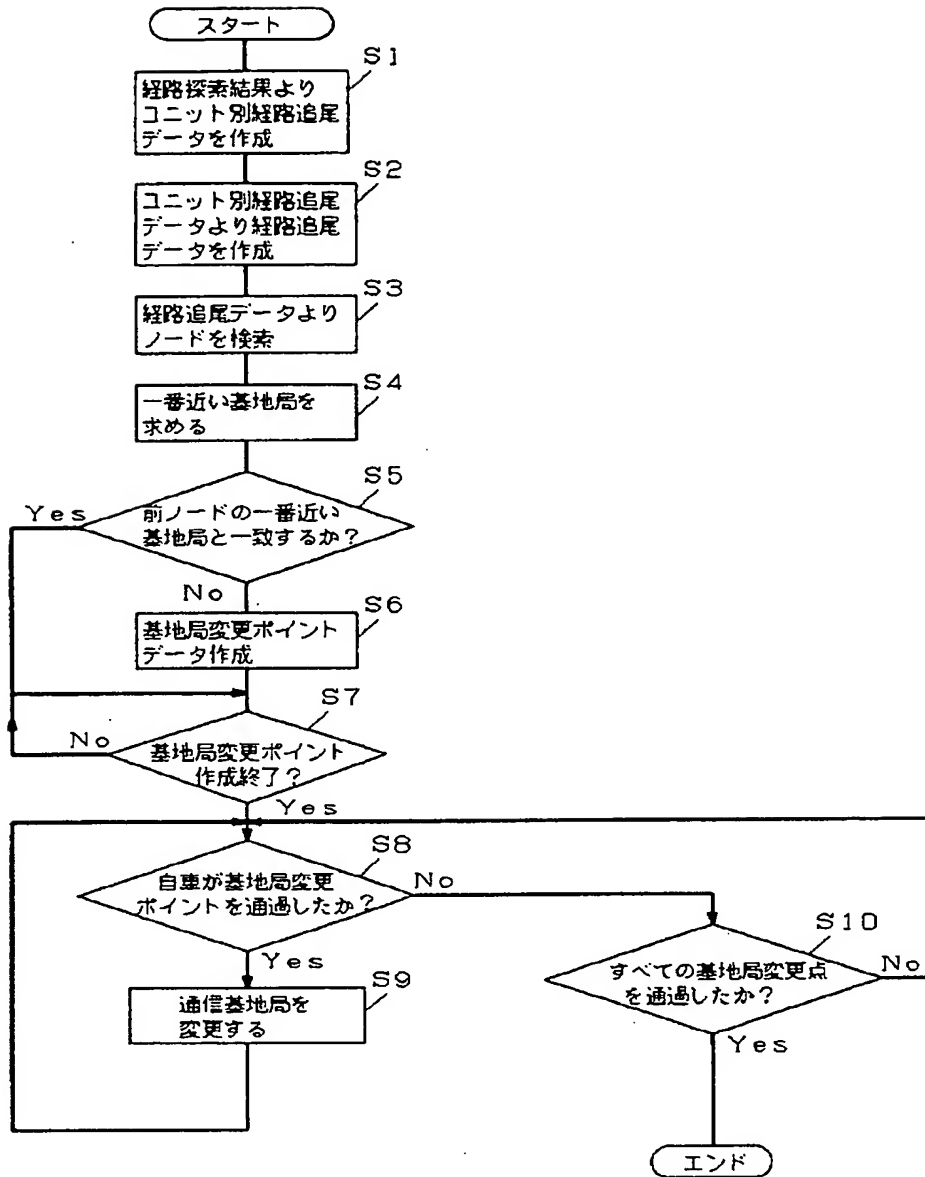 スタート
S1
経路探索結果より
ユニット別経路追尾
データを作成
S2
ユニット別経路追尾
データより経路追尾
データを作成
S3
経路追尾データより
ノードを検索
S4
一番近い基地局を
求める
S5
Yes
前ノードの一番近い
基地局と一致するか?
No
S6
基地局変更ポイント
データ作成
S7
No
基地局変更ポイント
作成終了?
Yes
S8
自車が基地局変更
ポイントを通過したか?
No
Yes
S9
通信基地局を
変更する
S10
すべての基地局変更点
を通過したか?
No
Yes
エンド